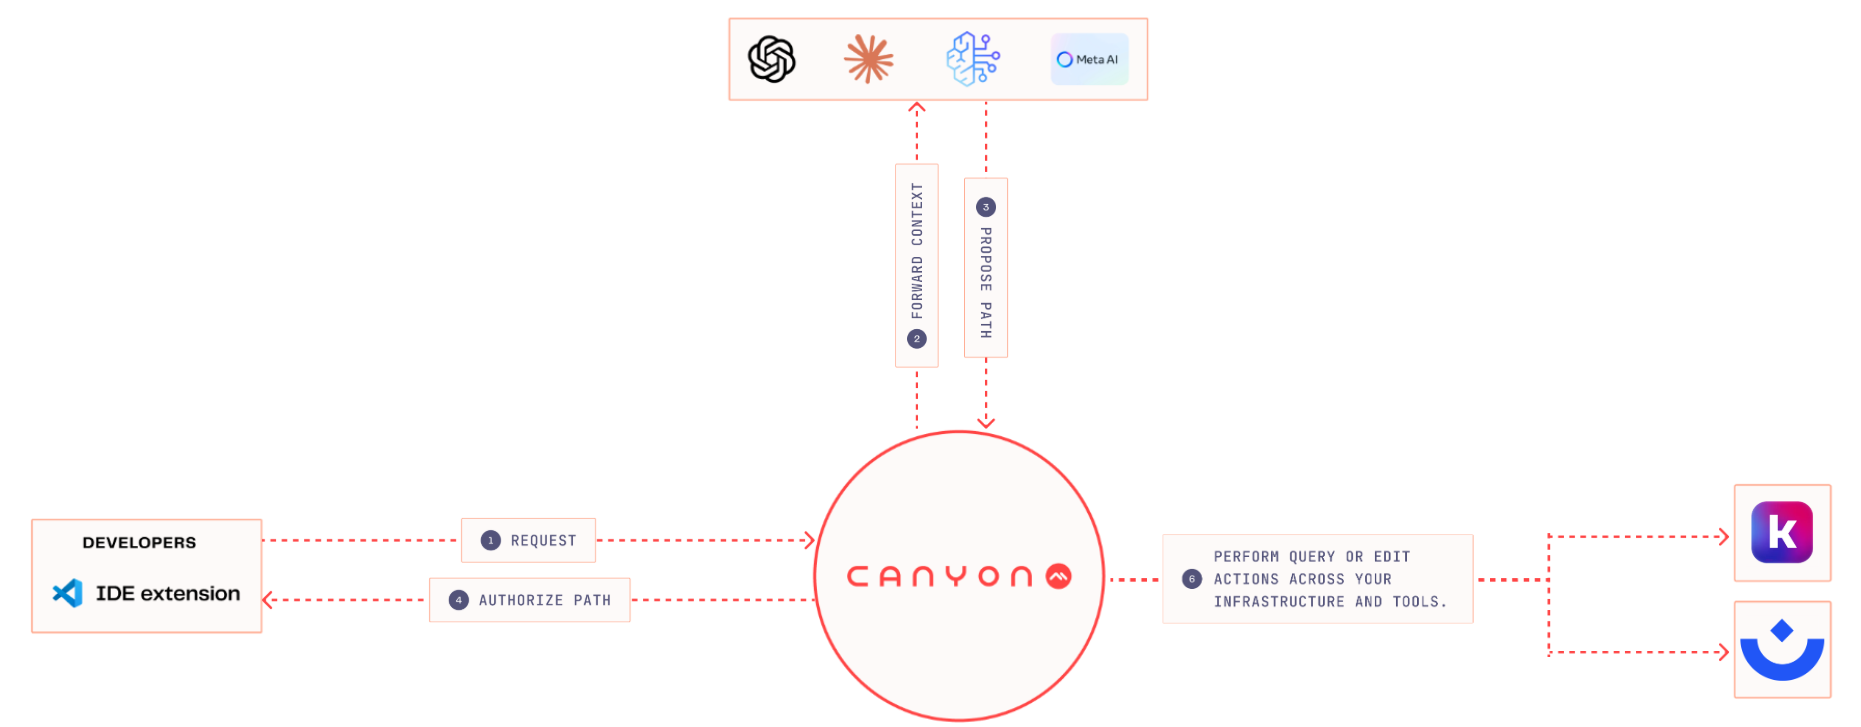 Meta AI
2 FORWARD CONTEXT
3 PROPOSE PATH
DEVELOPERS
IDE extension
1 REQUEST
4 AUTHORIZE PATH
CANYON
6 PERFORM QUERY OR EDIT
ACTIONS ACROSS YOUR
INFRASTRUCTURE AND TOOLS.
k